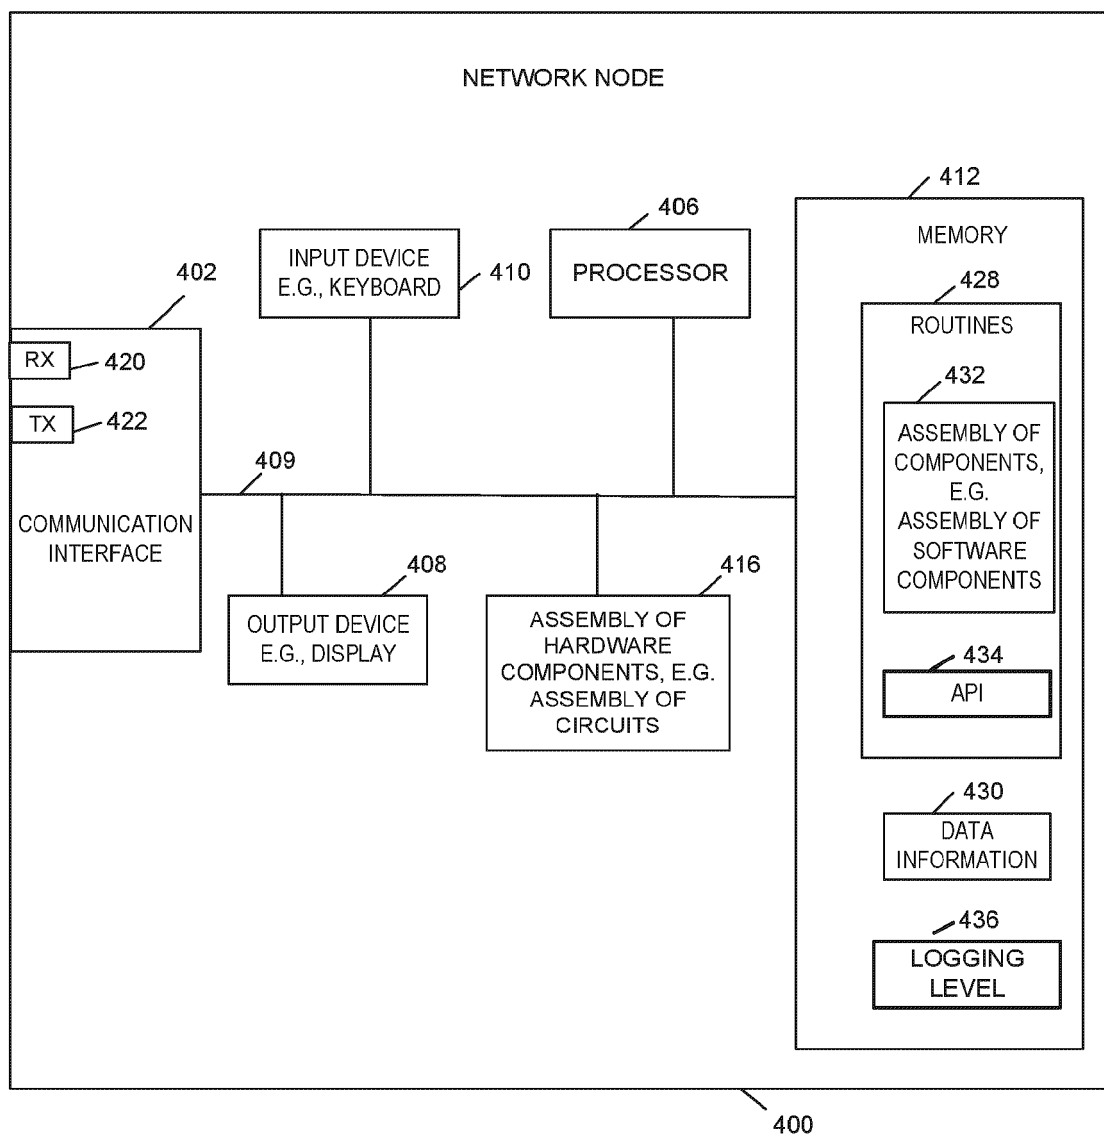 NETWORK NODE
412
MEMORY
406
PROCESSOR
INPUT DEVICE
E.G., KEYBOARD
410
402
RX
420
TX
422
COMMUNICATION
INTERFACE
409
428
ROUTINES
432
ASSEMBLY OF
COMPONENTS,
E.G.
ASSEMBLY OF
SOFTWARE
COMPONENTS
408
OUTPUT DEVICE
E.G., DISPLAY
416
ASSEMBLY OF
HARDWARE
COMPONENTS, E.G.
ASSEMBLY OF
CIRCUITS
434
API
430
DATA
INFORMATION
436
LOGGING
LEVEL
400